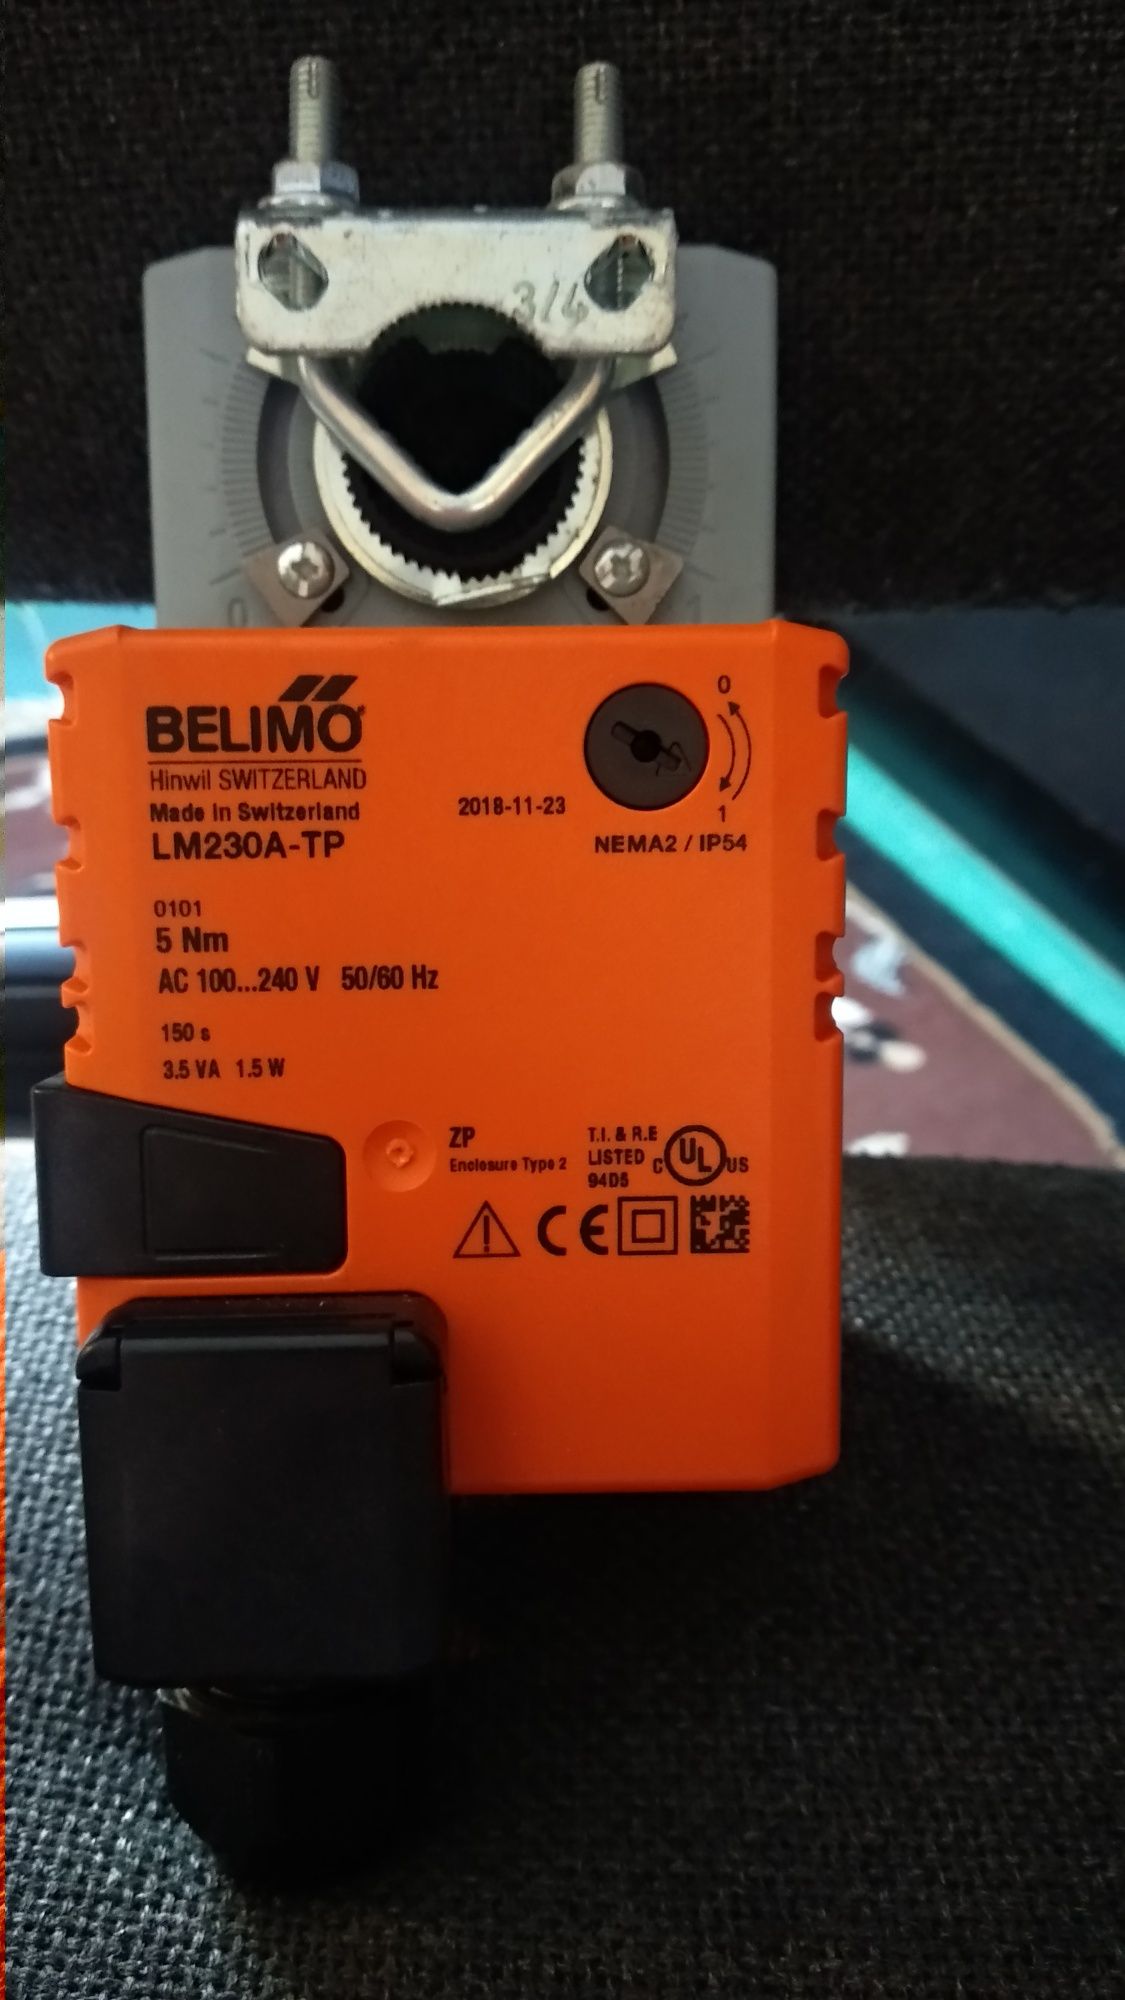 3/4
0
1
BELIMO
Hinwil SWITZERLAND
Made in Switzerland
LM230A-TP
2018-11-23
0
1
NEMA2 / IP54
0101
5 Nm
AC 100...240 V 50/60 Hz
150 s
3.5 VA 1.5 W
ZP
Enclosure Type 2
T.I. & R.E
LISTED
94D5
C UL US
CE